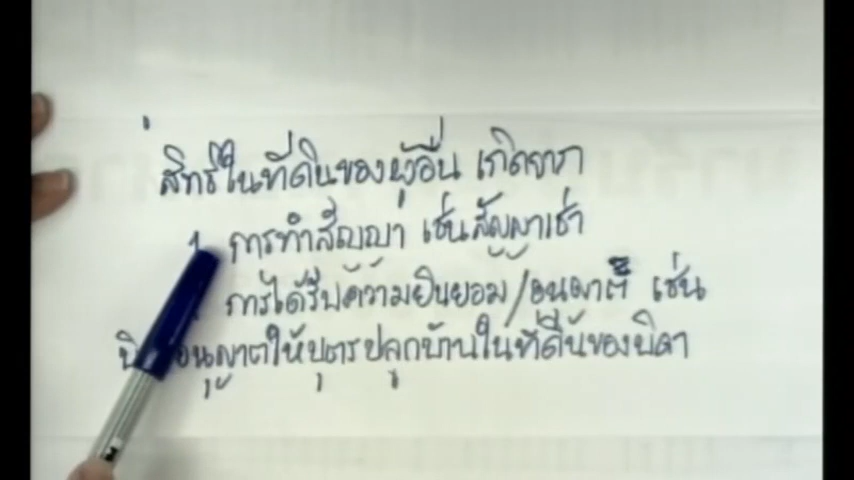 สิทธิในที่ดินของผู้อื่น เกิดจาก
1. การทำสัญญา เช่นสัญญาเช่า
การได้รับความยินยอม/อนุญาต เช่น
อนุญาตให้บุตรปลูกบ้านในที่ดินของบิดา